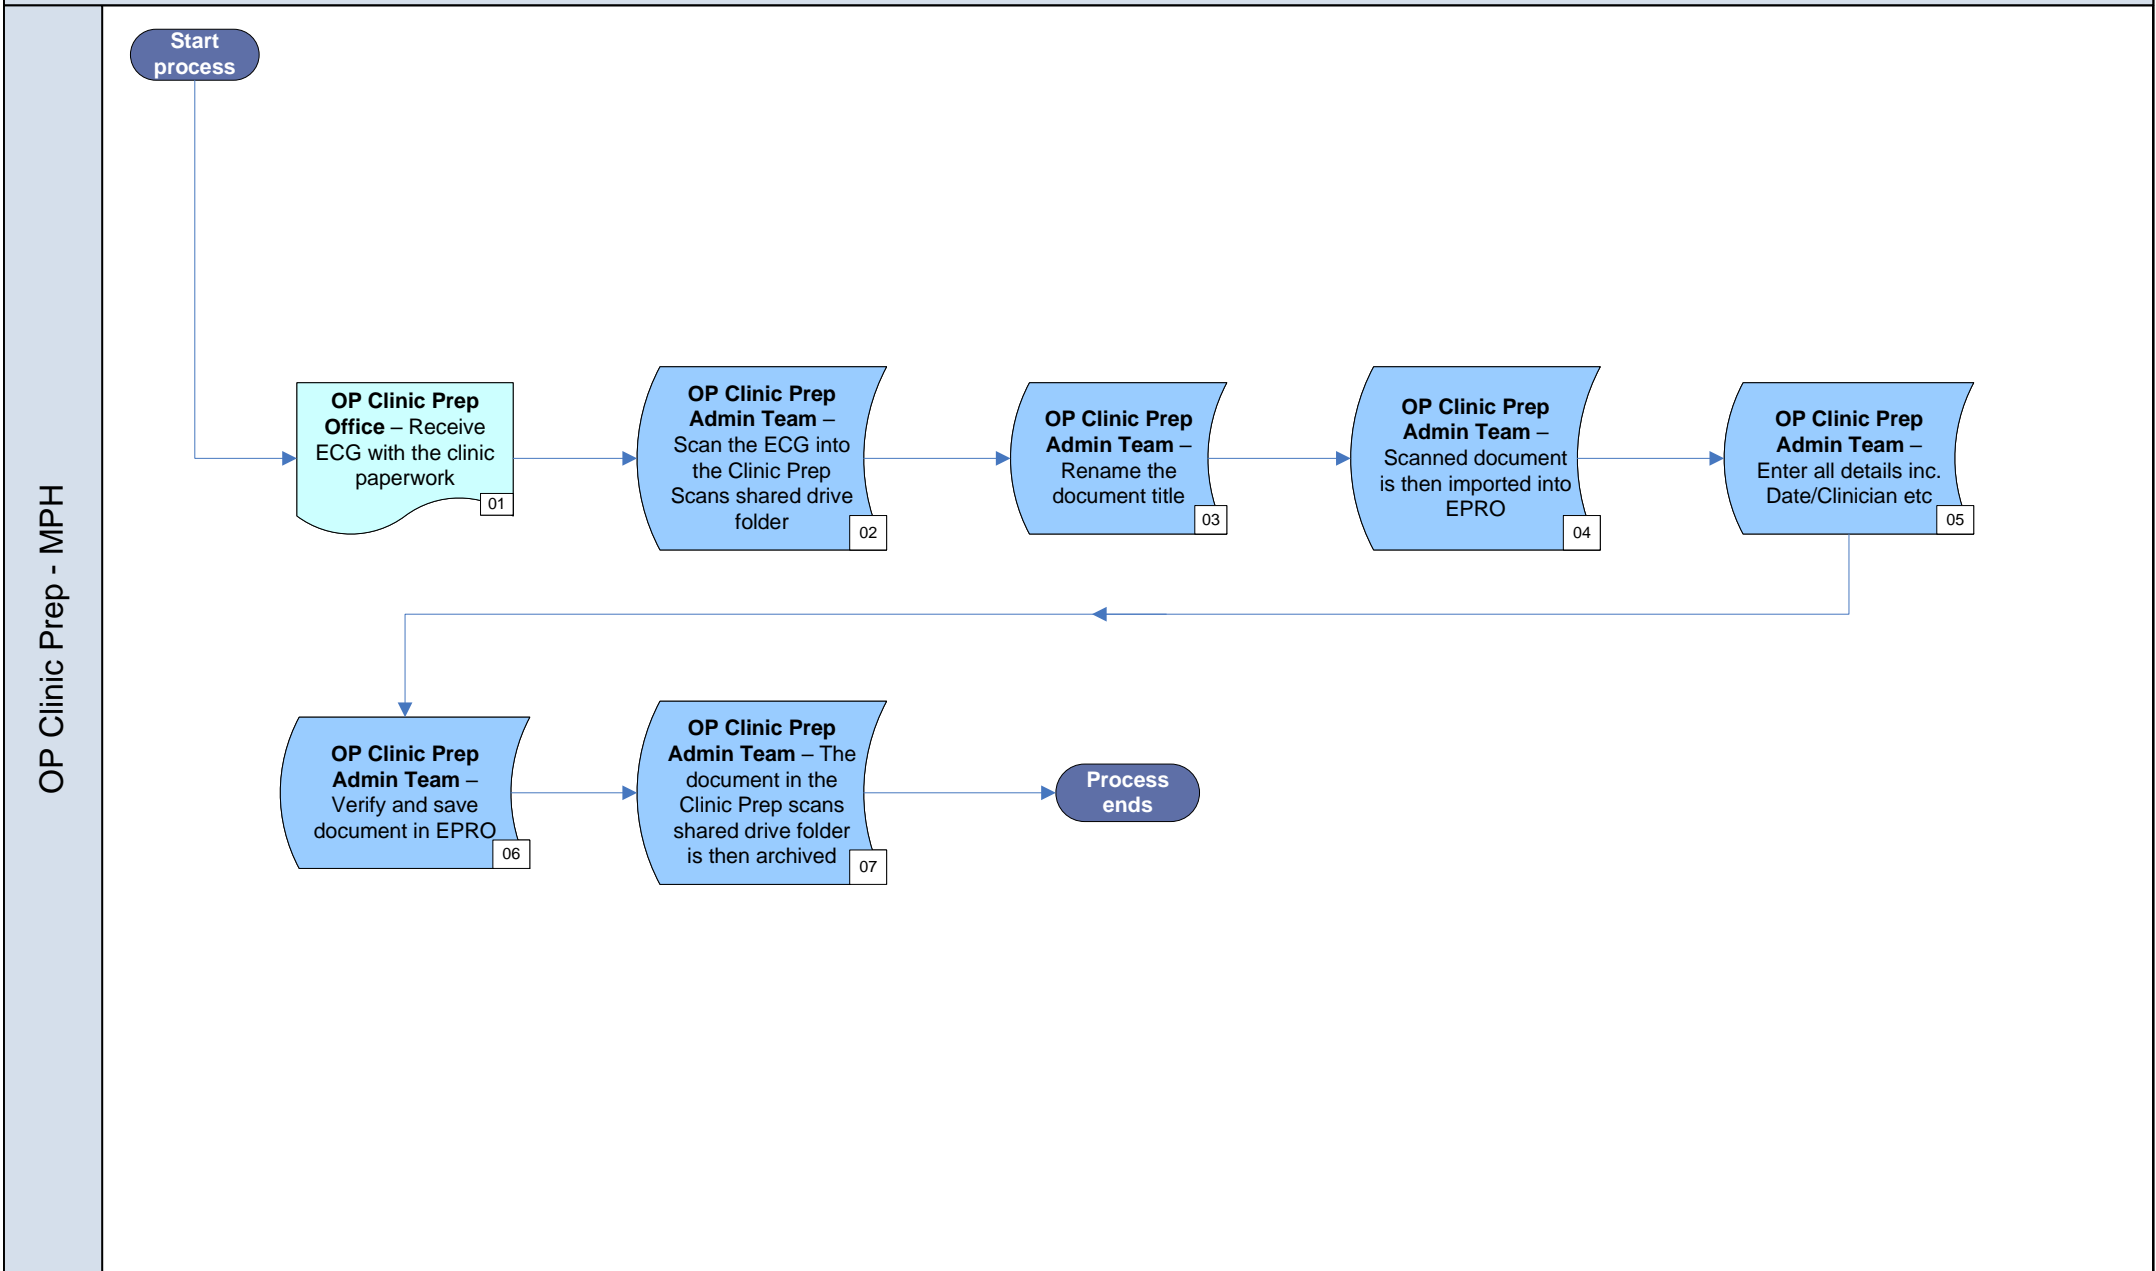 Start
process
OP Clinic Prep - MPH
OP Clinic Prep
Office – Receive
ECG with the clinic
paperwork
01
OP Clinic Prep
Admin Team –
Scan the ECG into
the Clinic Prep
Scans shared drive
folder
02
OP Clinic Prep
Admin Team –
Rename the
document title
03
OP Clinic Prep
Admin Team –
Scanned document
is then imported into
EPRO
04
OP Clinic Prep
Admin Team –
Enter all details inc.
Date/Clinician etc
05
OP Clinic Prep
Admin Team –
Verify and save
document in EPRO
06
OP Clinic Prep
Admin Team – The
document in the
Clinic Prep scans
shared drive folder
is then archived
07
Process
ends